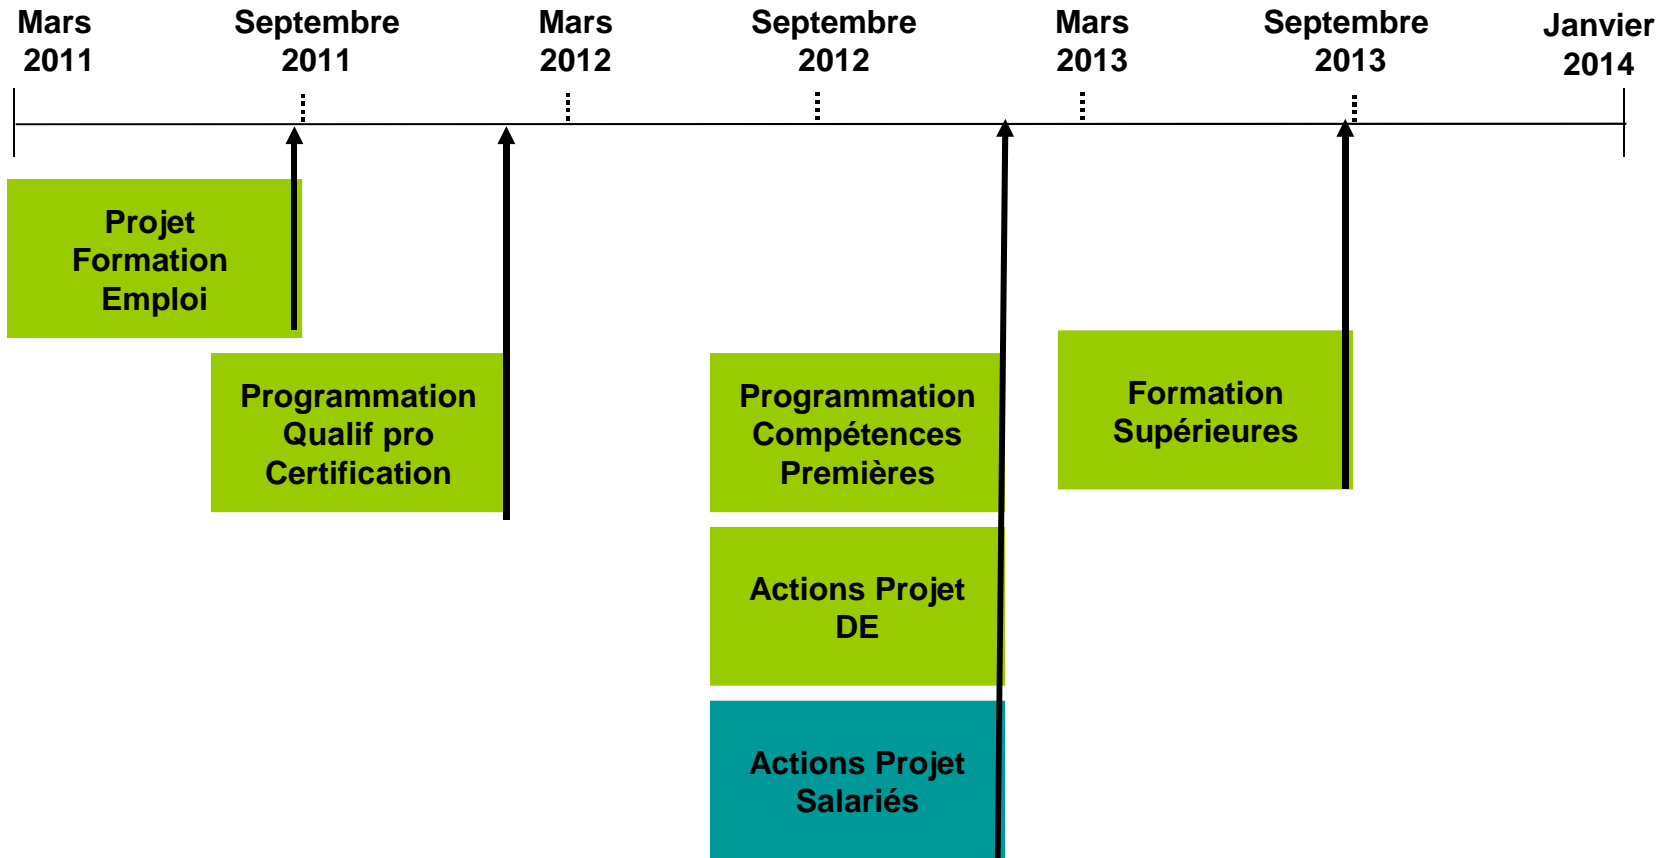 Mars
2011
Septembre
2011
Mars
2012
Septembre
2012
Mars
2013
Septembre
2013
Janvier
2014
Projet
Formation
Emploi
Programmation
Qualif pro
Certification
Programmation
Compétences
Premières
Formation
Supérieures
Actions Projet
DE
Actions Projet
Salariés